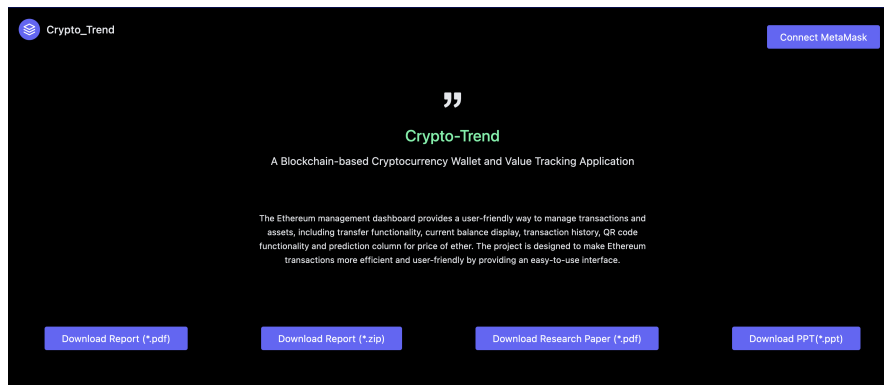 Crypto_Trend
Connect MetaMask
”
Crypto-Trend
A Blockchain-based Cryptocurrency Wallet and Value Tracking Application
The Ethereum management dashboard provides a user-friendly way to manage transactions and
assets, including transfer functionality, current balance display, transaction history, QR code
functionality and prediction column for price of ether. The project is designed to make Ethereum
transactions more efficient and user-friendly by providing an easy-to-use interface.
Download Report (*.pdf)
Download Report (*.zip)
Download Research Paper (*.pdf)
Download PPT(*.ppt)